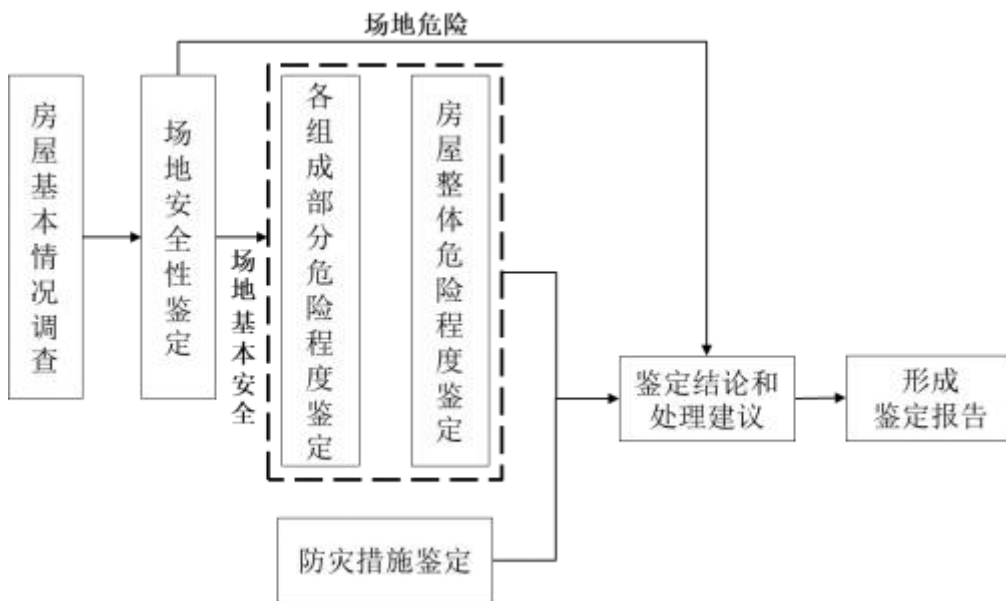 场地危险
房屋基本情况调查
场地安全性鉴定
场地基本安全
各组成部分危险程度鉴定
房屋整体危险程度鉴定
防灾措施鉴定
鉴定结论和
处理建议
形成
鉴定报告